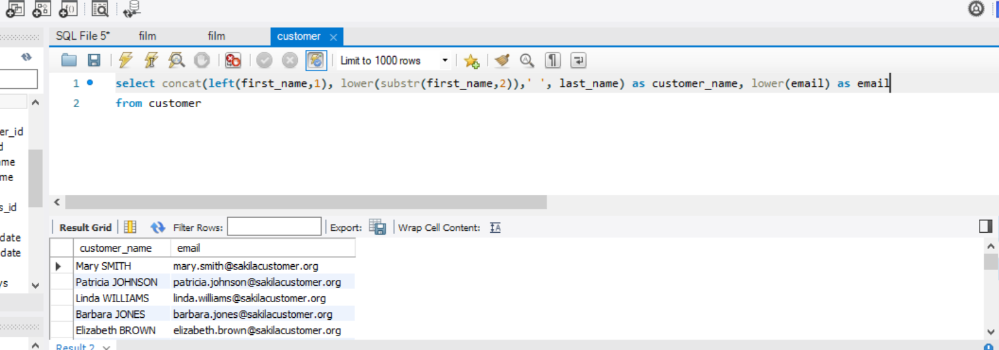 SQL File 5* film film customer
Limit to 1000 rows
1 select concat(left(first_name,1), lower(substr(first_name,2)),' ', last_name) as customer_name, lower(email) as email
2 from customer
er_id
d
ame
me
s_id
date
date
ys
Result Grid Filter Rows: Export: Wrap Cell Content:
customer_name email
Mary SMITH mary.smith@sakilacustomer.org
Patricia JOHNSON patricia.johnson@sakilacustomer.org
Linda WILLIAMS linda.williams@sakilacustomer.org
Barbara JONES barbara.jones@sakilacustomer.org
Elizabeth BROWN elizabeth.brown@sakilacustomer.org
Result 2